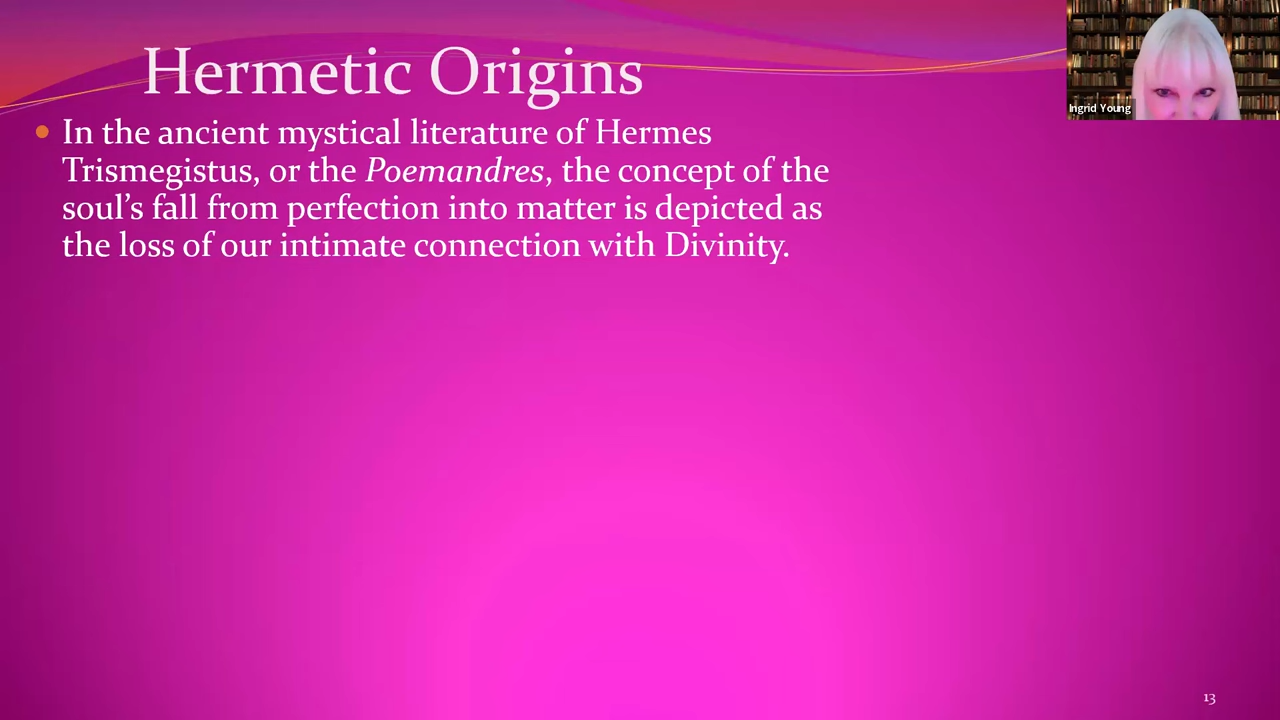 Hermetic Origins
In the ancient mystical literature of Hermes
Trismegistus, or the Poemandres, the concept of the
soul’s fall from perfection into matter is depicted as
the loss of our intimate connection with Divinity.
Ingrid Young
13